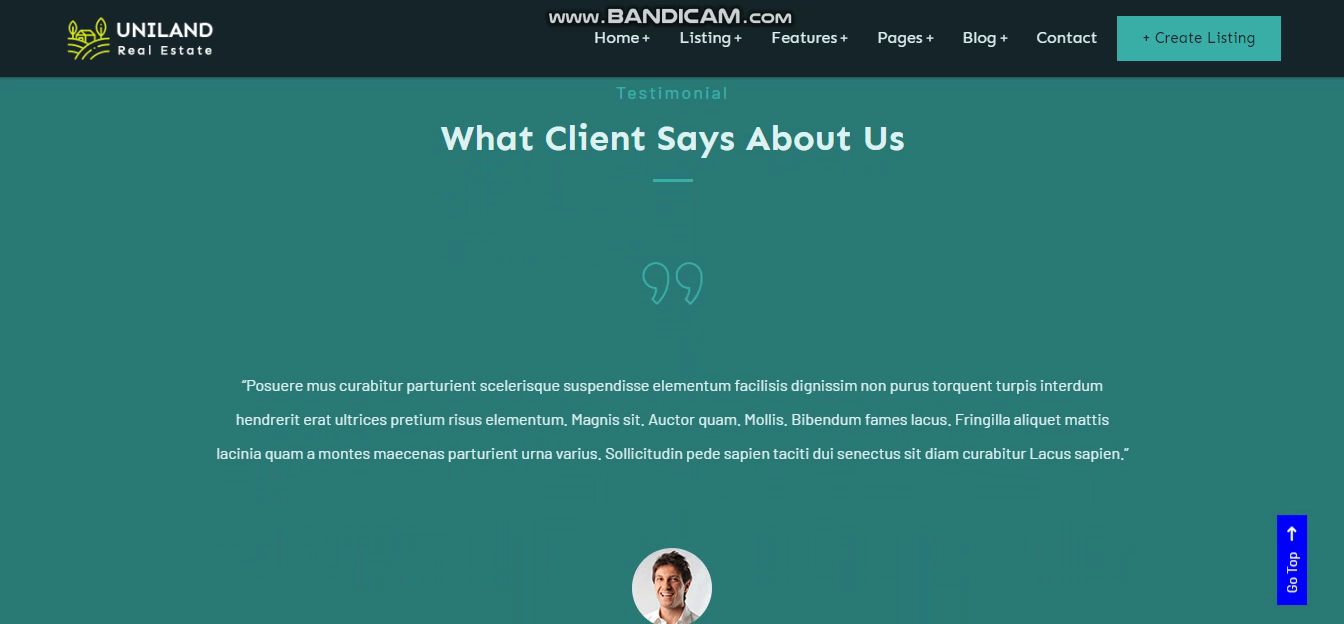 www.BANDICAM.com
UNILAND
Real Estate
Home + Listing + Features + Pages + Blog + Contact + Create Listing
Testimonial
What Client Says About Us
“Posuere mus curabitur parturient scelerisque suspendisse elementum facilisis dignissim non purus torquent turpis interdum
hendrerit erat ultrices pretium risus elementum. Magnis sit. Auctor quam. Mollis. Bibendum fames lacus. Fringilla aliquet mattis
lacinia quam a montes maecenas parturient urna varius. Sollicitudin pede sapien taciti dui senectus sit diam curabitur Lacus sapien.”
Go Top